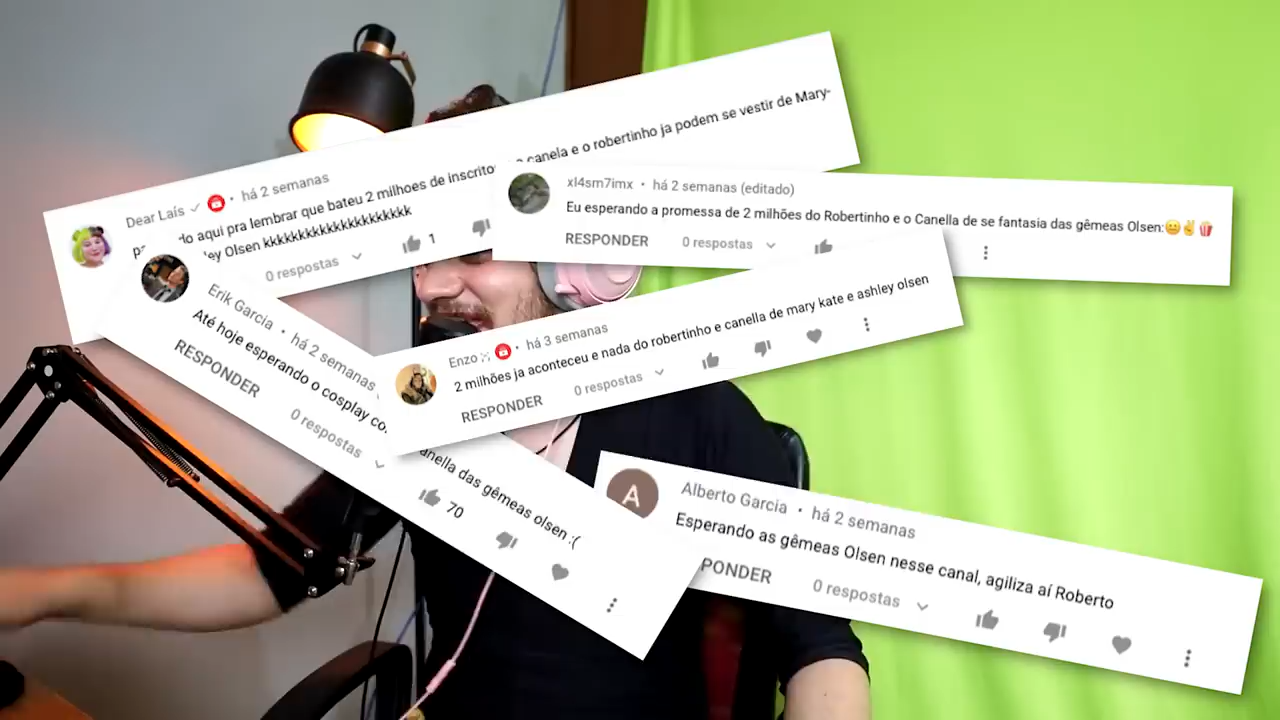 Dear Laís • há 2 semanas
do aqui pra lembrar que bateu 2 milhoes de inscrito canela e o robertinho ja podem se vestir de Mary-
ley Olsen kkkkkkkkkkkkkkkkkkkkk
0 respostas
1
xl4sm7imx • há 2 semanas (editado)
Eu esperando a promessa de 2 milhões do Robertinho e o Canella de se fantasia das gêmeas Olsen:😀✌️🍿
RESPONDER
0 respostas
Erik Garcia • há 2 semanas
Até hoje esperando o cosplay anella das gêmeas olsen :(
RESPONDER
0 respostas
70
Enzo • há 3 semanas
2 milhões ja aconteceu e nada do robertinho e canella de mary kate e ashley olsen
RESPONDER
0 respostas
A
Alberto Garcia • há 2 semanas
Esperando as gêmeas Olsen nesse canal, agiliza aí Roberto
PONDER
0 respostas